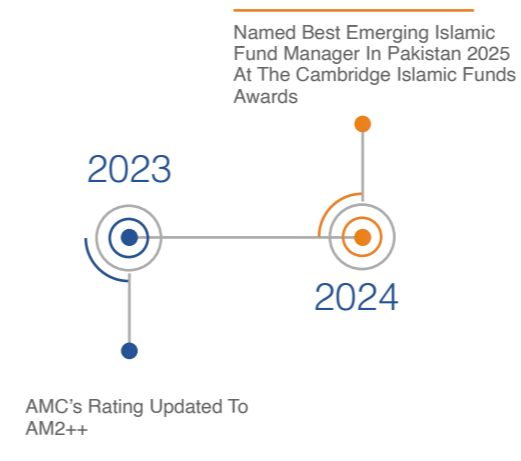 Named Best Emerging Islamic
Fund Manager In Pakistan 2025
At The Cambridge Islamic Funds
Awards
2023
2024
AMC's Rating Updated To
AM2++